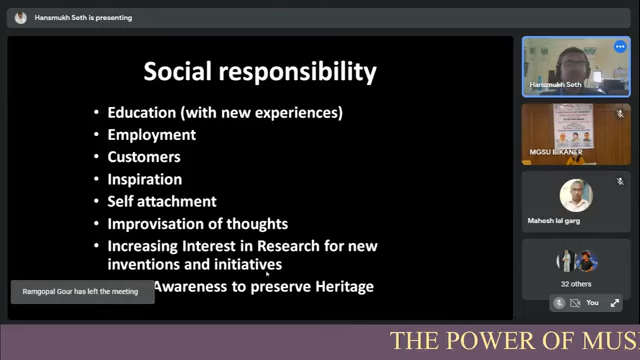 Hansmukh Seth is presenting
Social responsibility
• Education (with new experiences)
• Employment
• Customers
• Inspiration
• Self attachment
• Improvisation of thoughts
• Increasing Interest in Research for new
inventions and initiatives
Awareness to preserve Heritage
Ramgopal Gour has left the meeting
Hansmukh Seth
MGSU BIKANER
Mahesh lal garg
32 others
You
THE POWER OF MUS